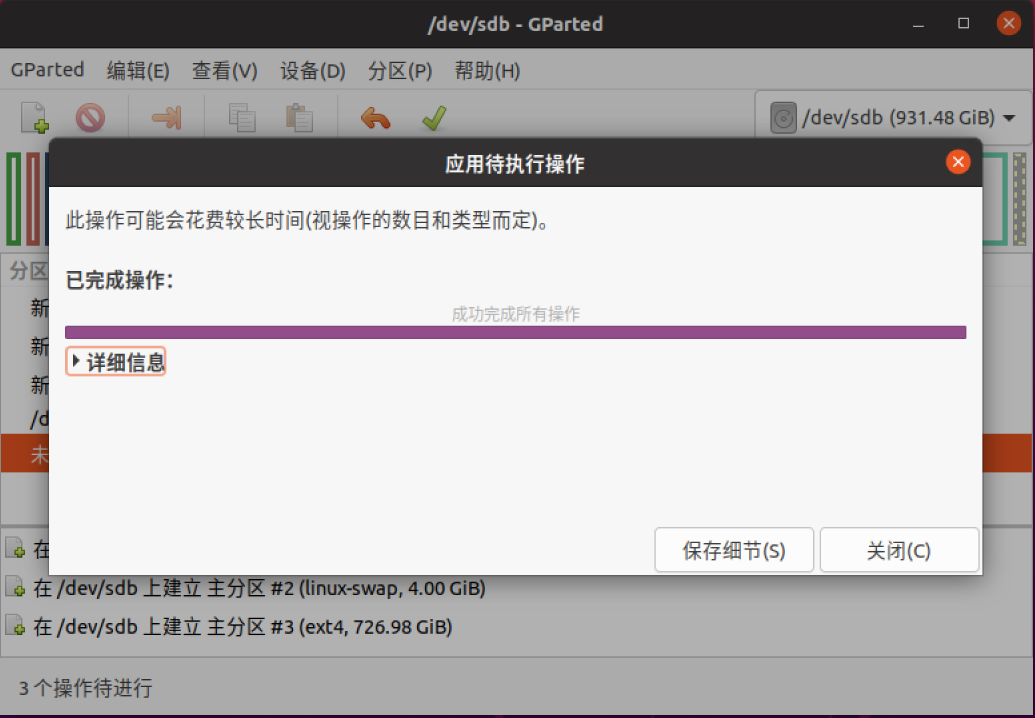 /dev/sdb - GParted
GParted 编辑(E) 查看(V) 设备(D) 分区(P) 帮助(H)
/dev/sdb (931.48 GiB)
应用待执行操作
此操作可能会花费较长时间(视操作的数目和类型而定)。
已完成操作：
成功完成所有操作
分区
新
详细信息
新
新
/d
未
保存细节(S) 关闭(C)
在
在 /dev/sdb 上建立 主分区 #2 (linux-swap, 4.00 GiB)
在 /dev/sdb 上建立 主分区 #3 (ext4, 726.98 GiB)
3 个操作待进行